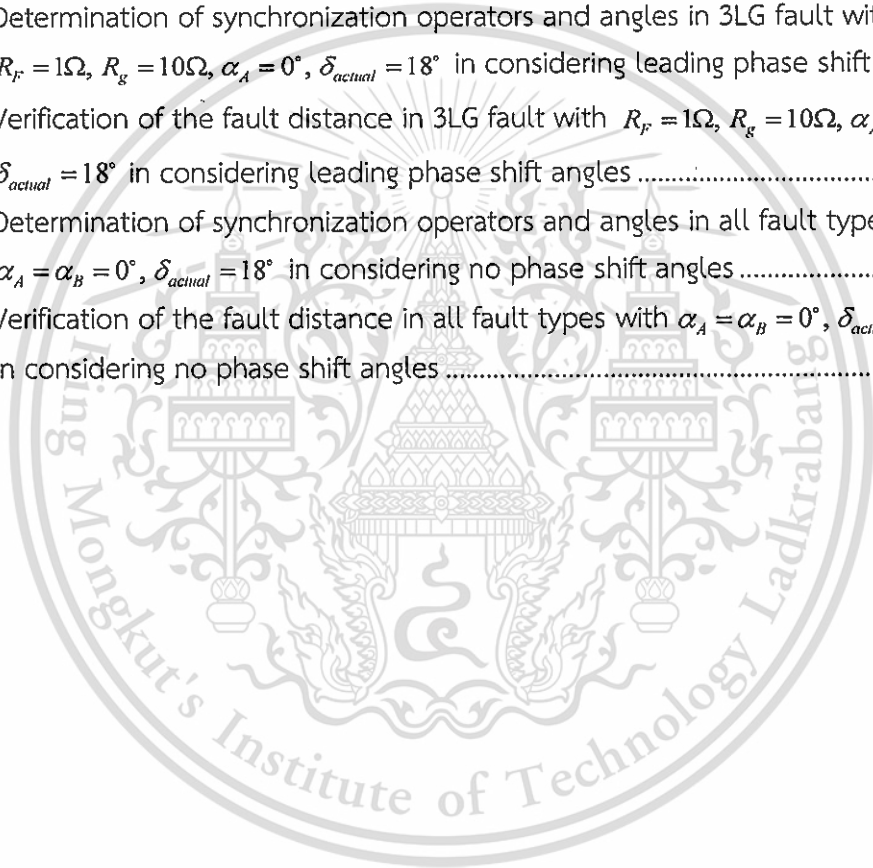 Determination of synchronization operators and angles in 3LG fault wit
R_F = 1Ω, R_g = 10Ω, α_A = 0°, δ_actual = 18° in considering leading phase shift
Verification of the fault distance in 3LG fault with R_F = 1Ω, R_g = 10Ω, α
δ_actual = 18° in considering leading phase shift angles ..............................
Determination of synchronization operators and angles in all fault type
α_A = α_B = 0°, δ_actual = 18° in considering no phase shift angles .................
Verification of the fault distance in all fault types with α_A = α_B = 0°, δ_ac
in considering no phase shift angles .......................................................
King Mongkut's Institute of Technology Ladkrabang